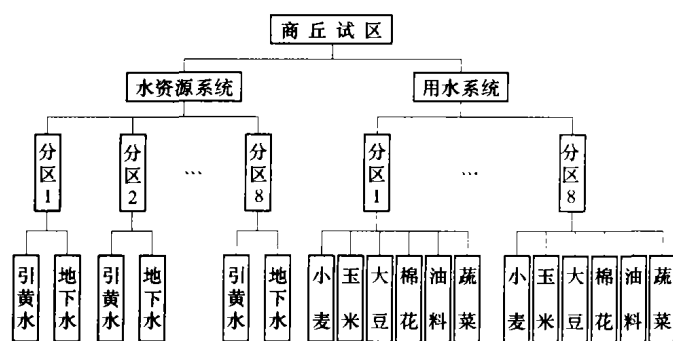 商丘试区
水资源系统
用水系统
分区1
分区2
…
分区8
分区1
…
分区8
引黄水
地下水
引黄水
地下水
引黄水
地下水
小麦
玉米
大豆
棉花
油料
蔬菜
小麦
玉米
大豆
棉花
油料
蔬菜